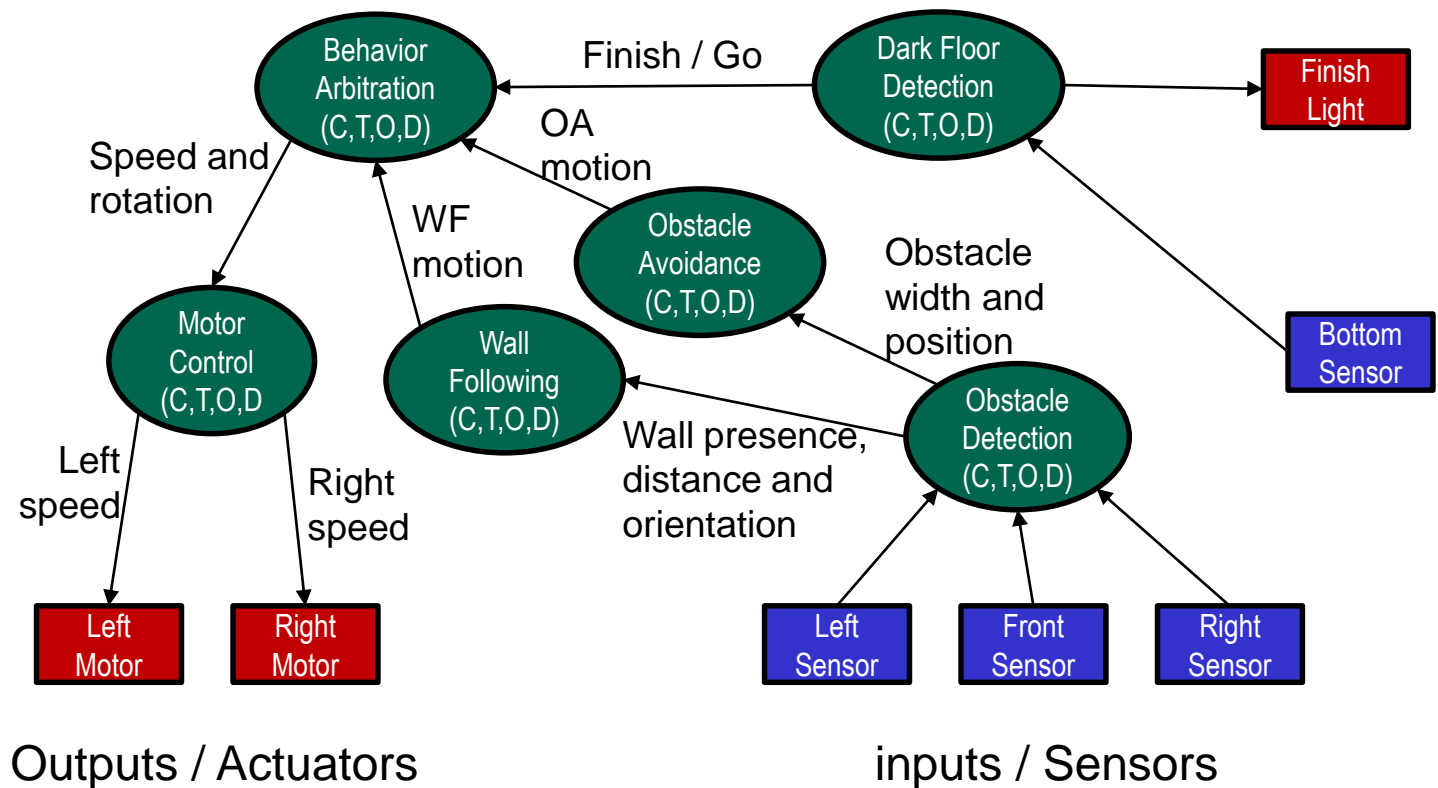 Behavior
Arbitration
(C,T,O,D)
Finish / Go
Dark Floor
Detection
(C,T,O,D)
Finish
Light
OA
motion
Speed and
rotation
WF
motion
Obstacle
Avoidance
(C,T,O,D)
Obstacle
width and
position
Motor
Control
(C,T,O,D
Wall
Following
(C,T,O,D)
Bottom
Sensor
Obstacle
Detection
(C,T,O,D)
Wall presence,
distance and
orientation
Left
speed
Right
speed
Left
Motor
Right
Motor
Left
Sensor
Front
Sensor
Right
Sensor
Outputs / Actuators
inputs / Sensors